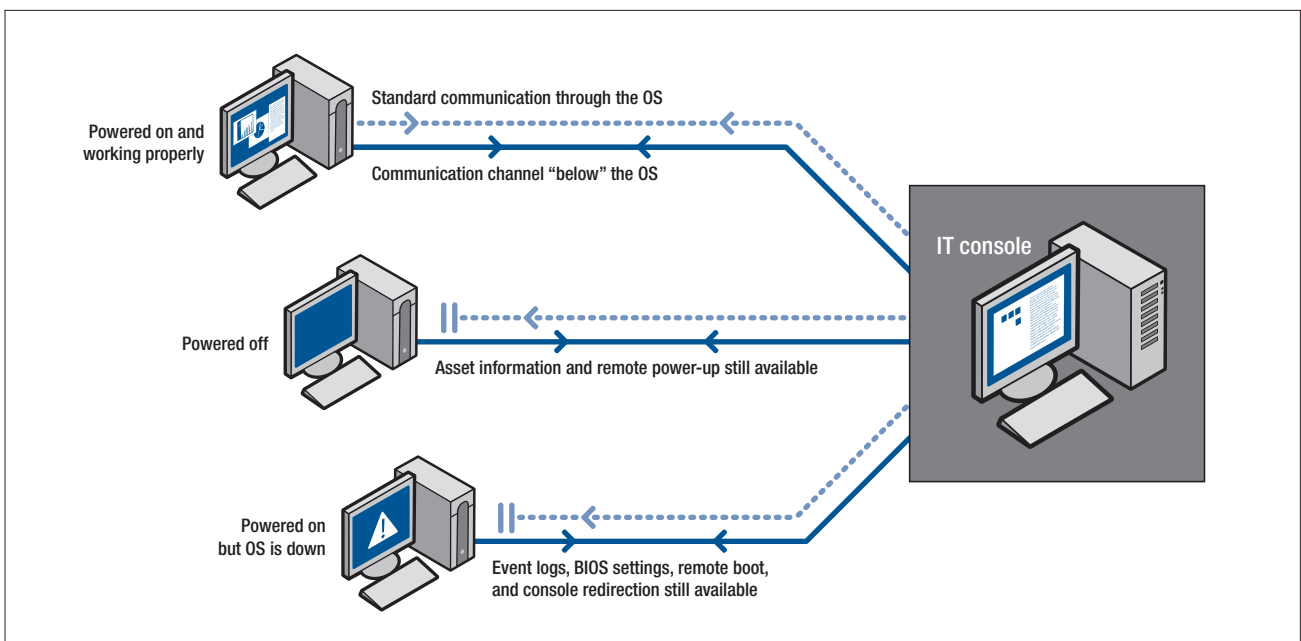 Standard communication through the OS
Powered on and
working properly
Communication channel “below” the OS
IT console
Powered off
Asset information and remote power-up still available
Powered on
but OS is down
Event logs, BIOS settings, remote boot,
and console redirection still available